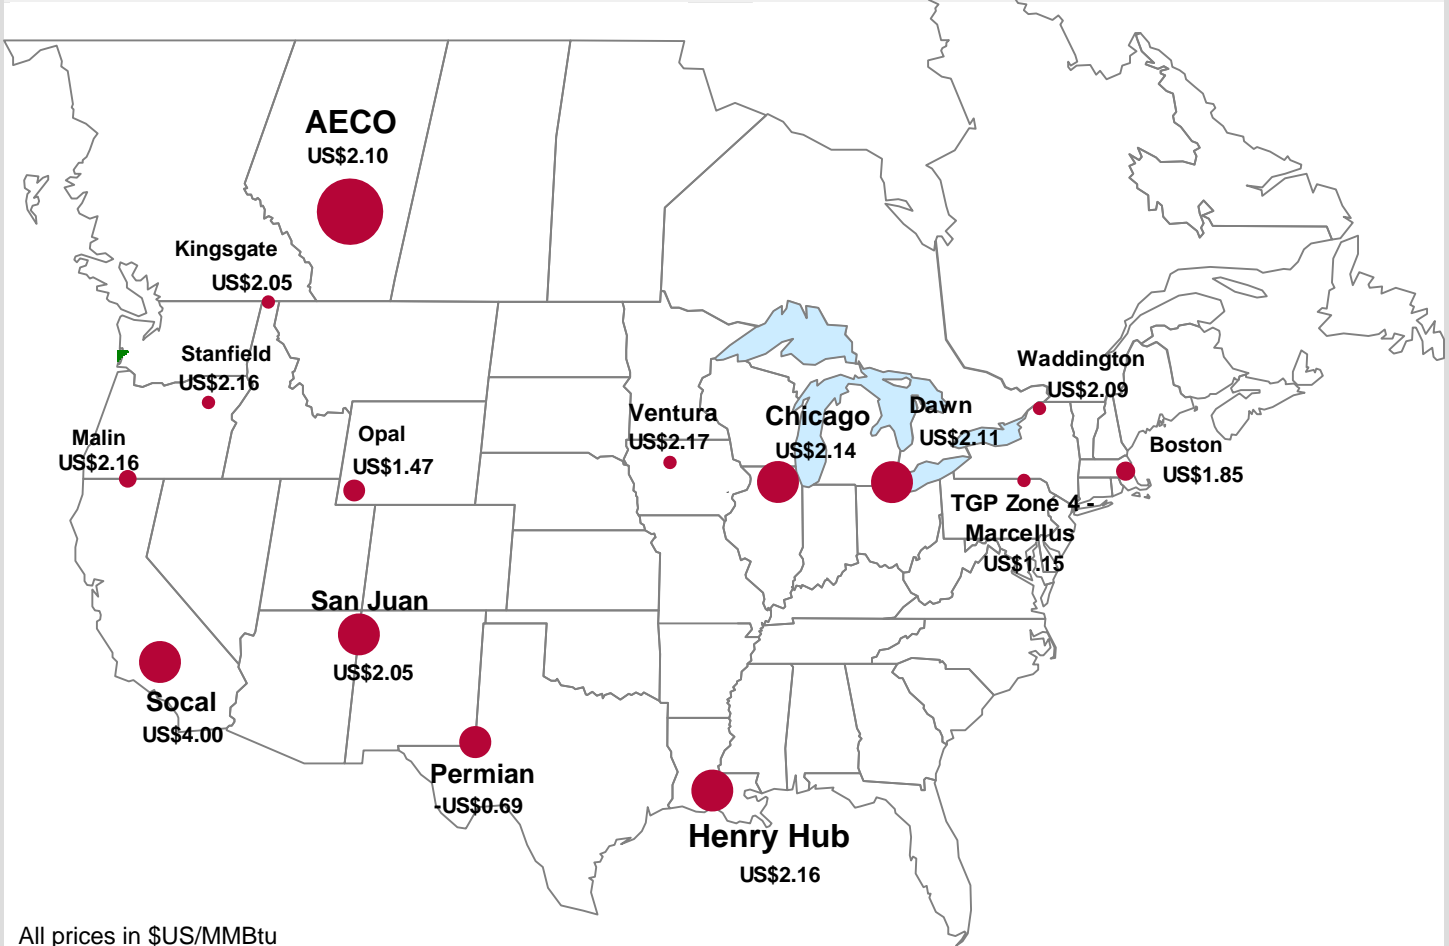 AECO
US$2.10
Kingsgate
US$2.05
Stanfield
US$2.16
Waddington
US$2.09
Ventura
US$2.17
Chicago
US$2.14
Dawn
US$2.11
Malin
US$2.16
Opal
US$1.47
Boston
US$1.85
TGP Zone 4 -
Marcellus
US$1.15
San Juan
US$2.05
Socal
US$4.00
Permian
-US$0.69
Henry Hub
US$2.16
All prices in $US/MMBtu